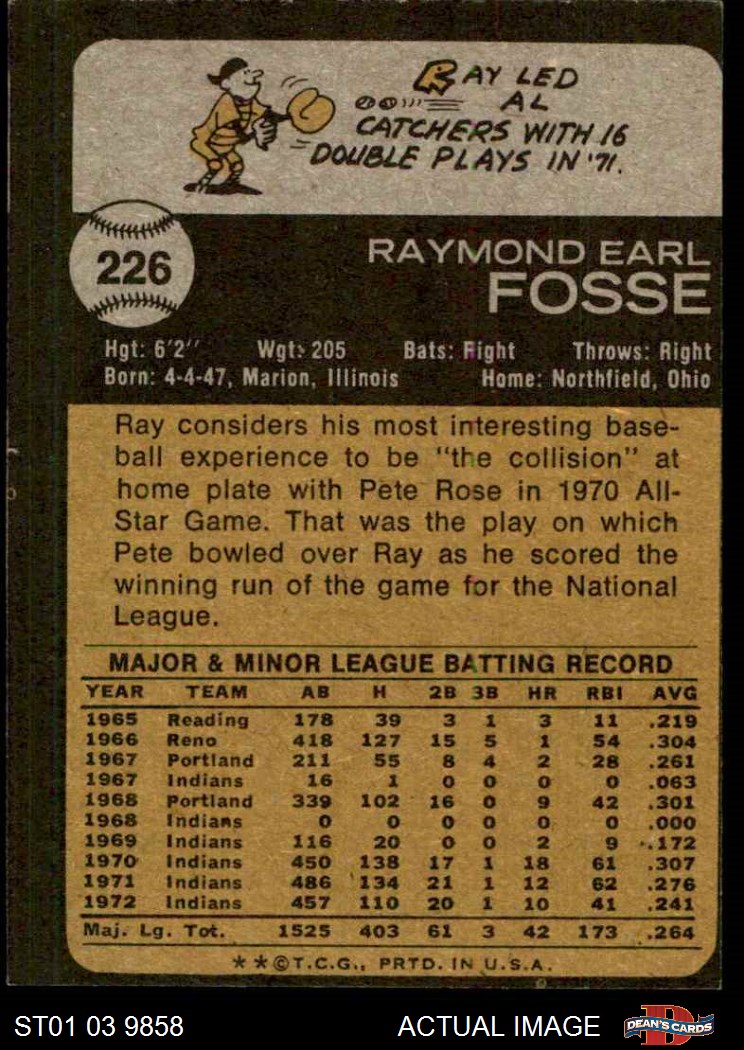 RAY LED
AL
CATCHERS WITH 16
DOUBLE PLAYS IN '71.
226
RAYMOND EARL
FOSSE
Hgt: 6'2" Wgt: 205 Bats: Fight Throws: Right
Born: 4-4-47, Marion, Illinois Home: Northfield, Ohio
Ray considers his most interesting base-
ball experience to be "the collision" at
home plate with Pete Rose in 1970 All-
Star Game. That was the play on which
Pete bowled over Ray as he scored the
winning run of the game for the National
League.
MAJOR & MINOR LEAGUE BATTING RECORD
YEAR TEAM AB H 2B 3B HR RBI AVG
1965 Reading 178 39 3 1 3 11 .219
1966 Reno 418 127 15 5 1 54 .304
1967 Portland 211 55 8 4 2 28 .261
1967 Indians 16 1 0 0 0 0 .063
1968 Portland 339 102 16 0 9 42 .301
1968 Indians 0 0 0 0 0 0 .000
1969 Indians 116 20 0 0 2 9 .172
1970 Indians 450 138 17 1 18 61 .307
1971 Indians 486 134 21 1 12 62 .276
1972 Indians 457 110 20 1 10 41 .241
Maj. Lg. Tot. 1525 403 61 3 42 173 .264
**©T.C.G., PRTD. IN U.S.A.
ST01 03 9858 ACTUAL IMAGE D DEAN'S CARDS